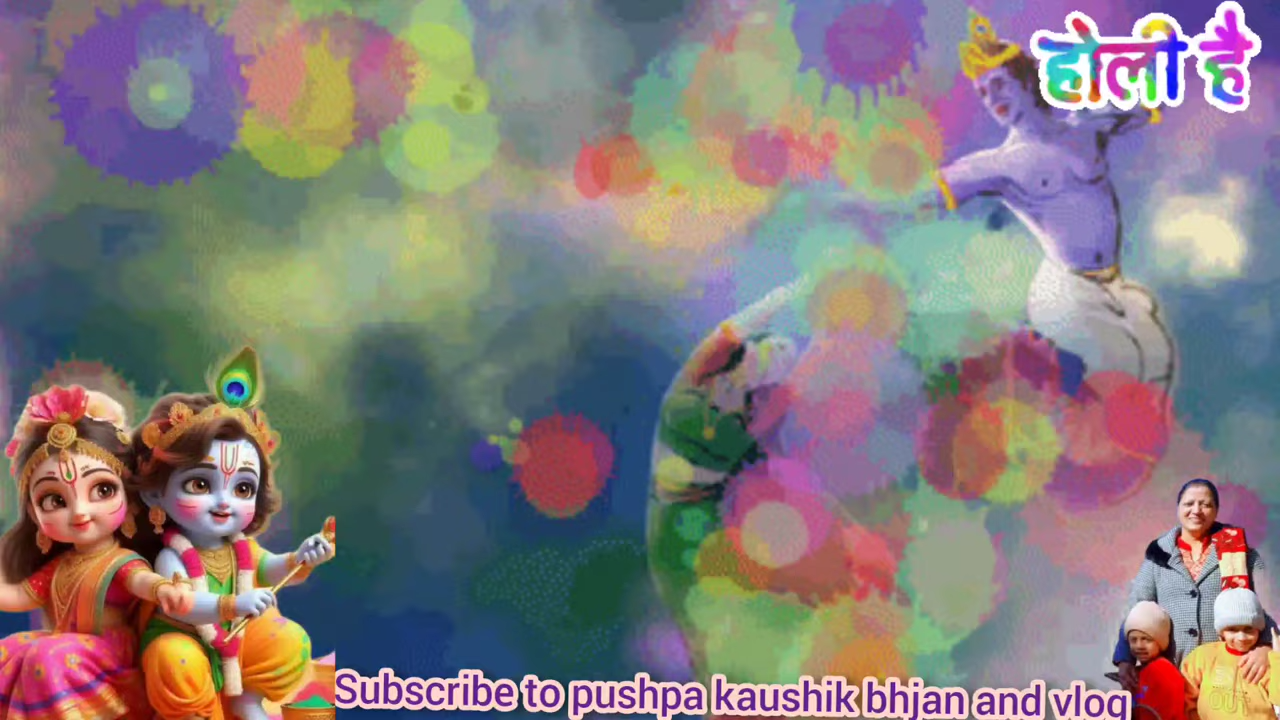 होली है
Subscribe to pushpa kaushik bhjan and vlog